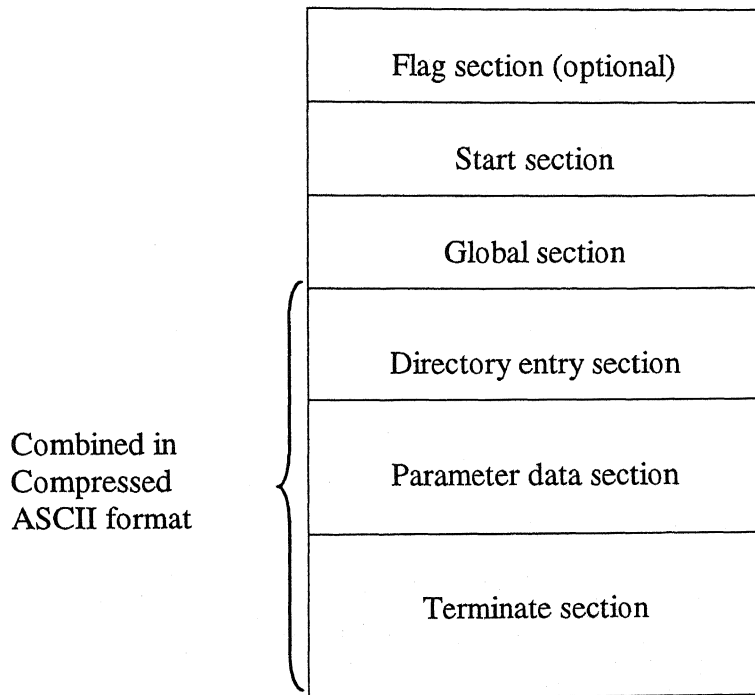 Flag section (optional)
Start section
Global section
Directory entry section
Combined in
Compressed
ASCII format
Parameter data section
Terminate section